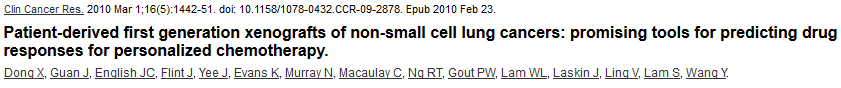 Clin Cancer Res. 2010 Mar 1;16(5):1442-51. doi: 10.1158/1078-0432.CCR-09-2878. Epub 2010 Feb 23.
Patient-derived first generation xenografts of non-small cell lung cancers: promising tools for predicting drug
responses for personalized chemotherapy.
Dong X, Guan J, English JC, Flint J, Yee J, Evans K, Murray N, Macaulay C, Ng RT, Gout PW, Lam WL, Laskin J, Ling V, Lam S, Wang Y.